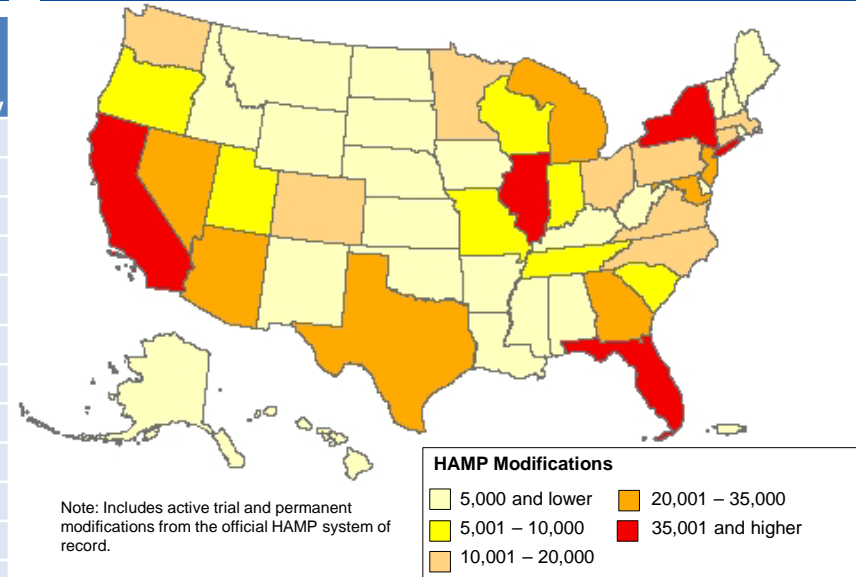 HAMP Modifications
5,000 and lower
5,001 – 10,000
10,001 – 20,000
20,001 – 35,000
35,001 and higher
Note: Includes active trial and permanent
modifications from the official HAMP system of
record.